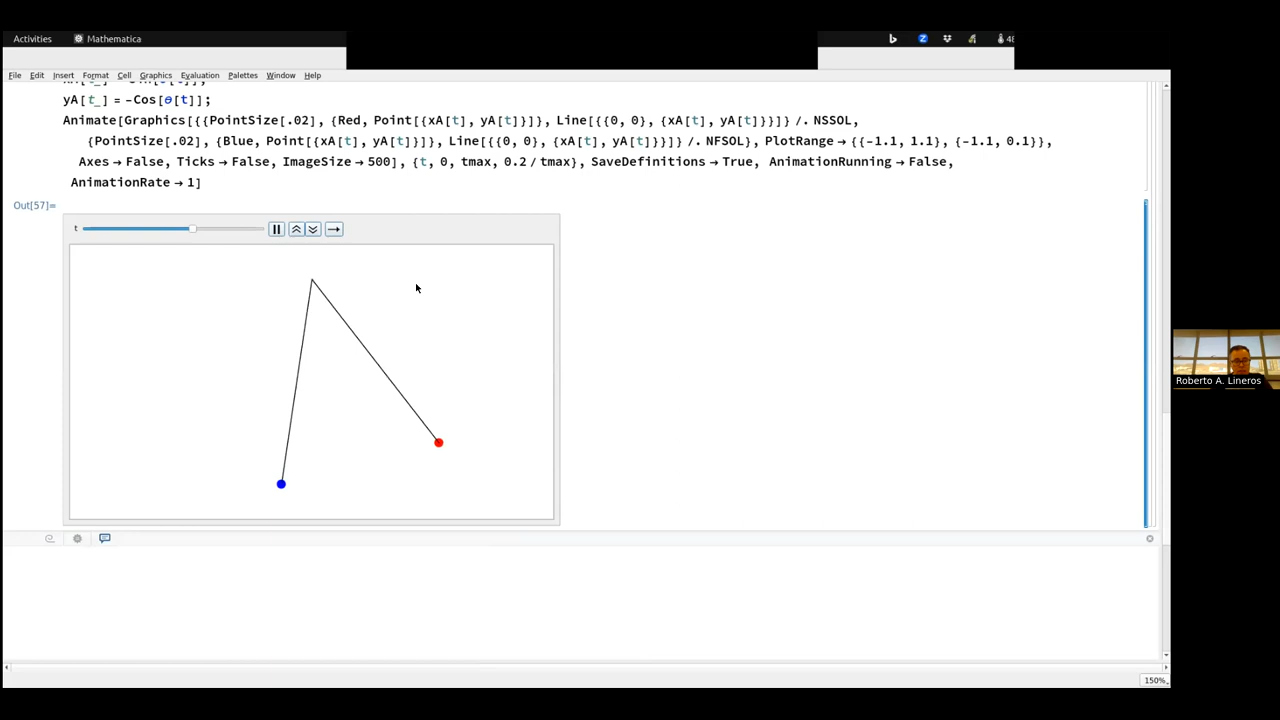 Activities Mathematica 46
File Edit Insert Format Cell Graphics Evaluation Palettes Window Help
yA[t_] = -Cos[θ[t]];
Animate[Graphics[{{PointSize[.02], {Red, Point[{xA[t], yA[t]}]}, Line[{{0, 0}, {xA[t], yA[t]}}]} /. NSSOL,
{PointSize[.02], {Blue, Point[{xA[t], yA[t]}]}, Line[{{0, 0}, {xA[t], yA[t]}}]} /. NFSOL}, PlotRange → {{-1.1, 1.1}, {-1.1, 0.1}},
Axes → False, Ticks → False, ImageSize → 500], {t, 0, tmax, 0.2 / tmax}, SaveDefinitions → True, AnimationRunning → False,
AnimationRate → 1]
Out[57]=
t
Roberto A. Lineros
150%